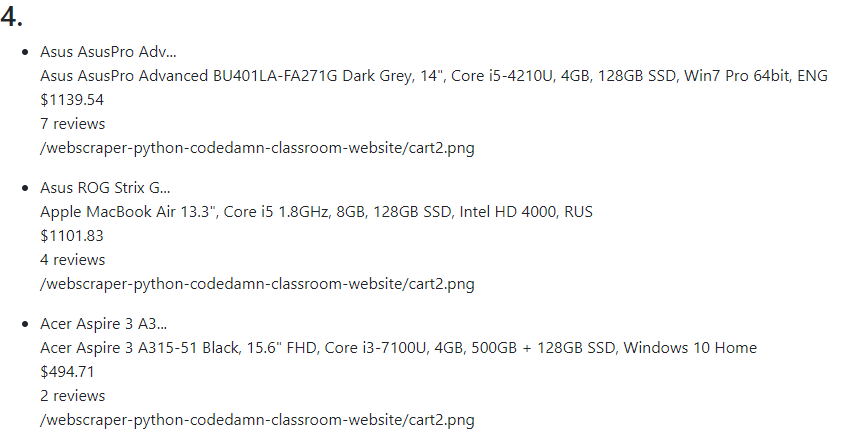 4.
Asus AsusPro Adv...
Asus AsusPro Advanced BU401LA-FA271G Dark Grey, 14", Core i5-4210U, 4GB, 128GB SSD, Win7 Pro 64bit, ENG
$1139.54
7 reviews
/webscraper-python-codedamn-classroom-website/cart2.png
Asus ROG Strix G...
Apple MacBook Air 13.3", Core i5 1.8GHz, 8GB, 128GB SSD, Intel HD 4000, RUS
$1101.83
4 reviews
/webscraper-python-codedamn-classroom-website/cart2.png
Acer Aspire 3 A3...
Acer Aspire 3 A315-51 Black, 15.6" FHD, Core i3-7100U, 4GB, 500GB + 128GB SSD, Windows 10 Home
$494.71
2 reviews
/webscraper-python-codedamn-classroom-website/cart2.png